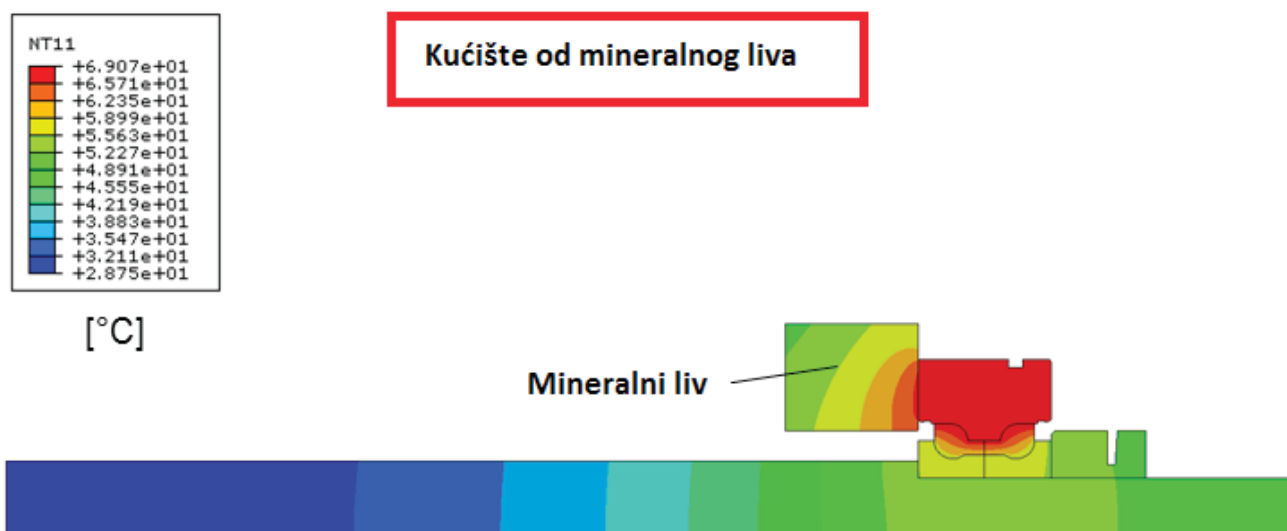 NT11
+6.907e+01
+6.571e+01
+6.235e+01
+5.899e+01
+5.563e+01
+5.227e+01
+4.891e+01
+4.555e+01
+4.219e+01
+3.883e+01
+3.547e+01
+3.211e+01
+2.875e+01
[°C]
Kućište od mineralnog liva
Mineralni liv